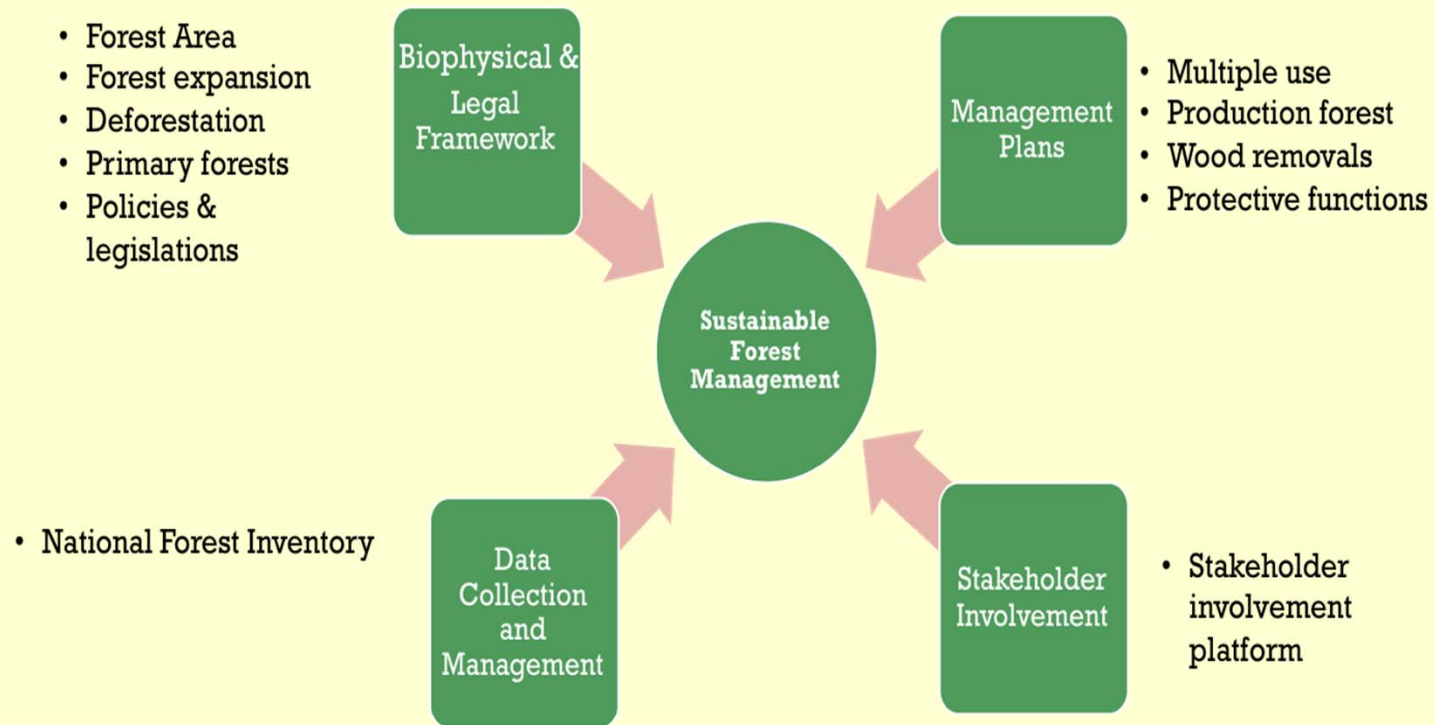 • Forest Area
• Forest expansion
• Deforestation
• Primary forests
• Policies &
legislations
Biophysical &
Legal
Framework
Management
Plans
• Multiple use
• Production forest
• Wood removals
• Protective functions
Sustainable
Forest
Management
• National Forest Inventory
Data
Collection
and
Management
Stakeholder
Involvement
• Stakeholder
involvement
platform